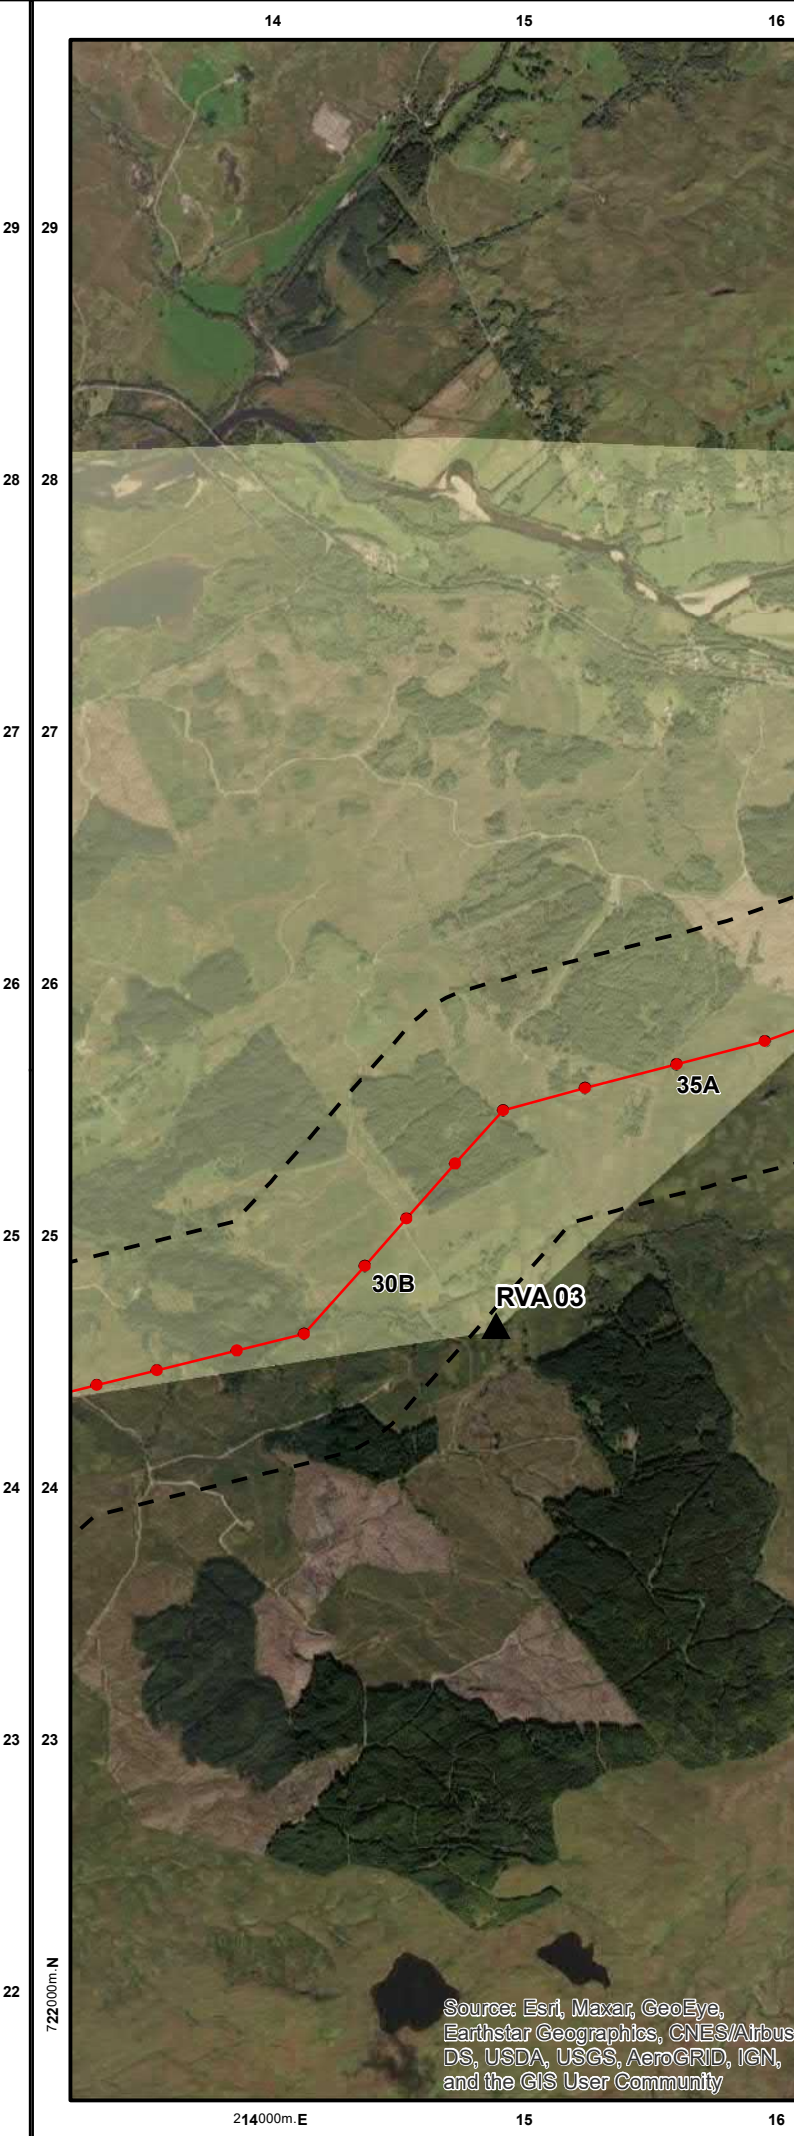 14 15 16
29 29
28 28
27 27
26 26
35A
25 25
30B
RVA 03
24 24
23 23
22 722000m.N
Source: Esri, Maxar, GeoEye,
Earthstar Geographics, CNES/Airbus
DS, USDA, USGS, AeroGRID, IGN,
and the GIS User Community
214000m.E 15 16